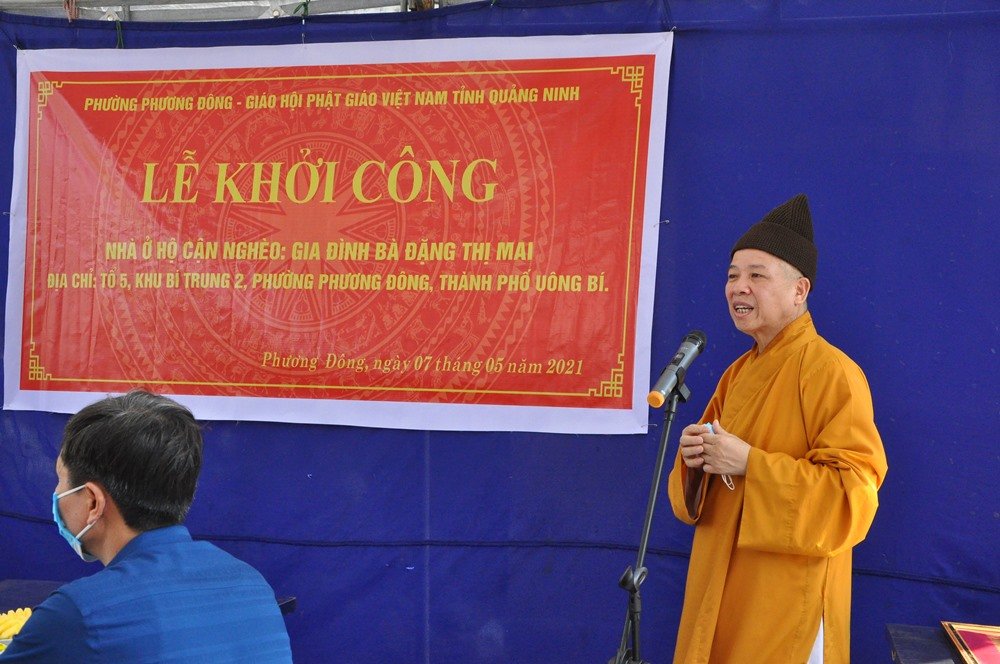 PHƯỜNG PHƯƠNG ĐÔNG - GIÁO HỘI PHẬT GIÁO VIỆT NAM TỈNH QUẢNG NINH
LỄ KHỞI CÔNG
NHÀ Ở HỘ CẬN NGHÈO: GIA ĐÌNH BÀ ĐẶNG THỊ MAI
ĐỊA CHỈ: TỔ 5, KHU BÍ TRUNG 2, PHƯỜNG PHƯƠNG ĐÔNG, THÀNH PHỐ UÔNG BÍ.
Phương Đông, ngày 07 tháng 05 năm 2021